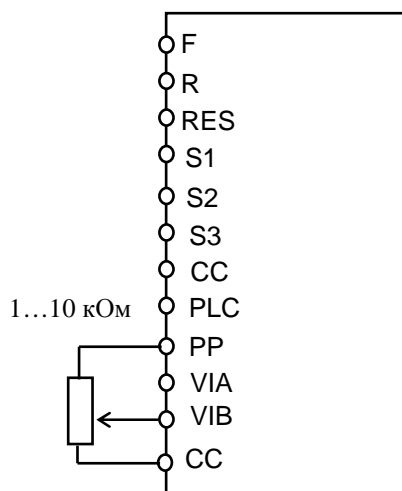 F
R
RES
S1
S2
S3
CC
1…10 кОм PLC
PP
VIA
VIB
CC